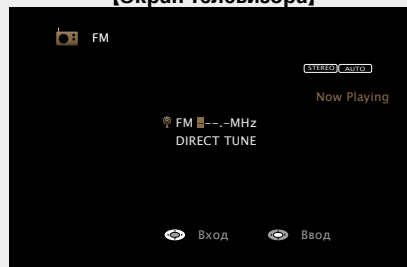 【Экран телевизора】
FM
STEREO AUTO
Now Playing
FM ---.-MHz
DIRECT TUNE
Вход Ввод